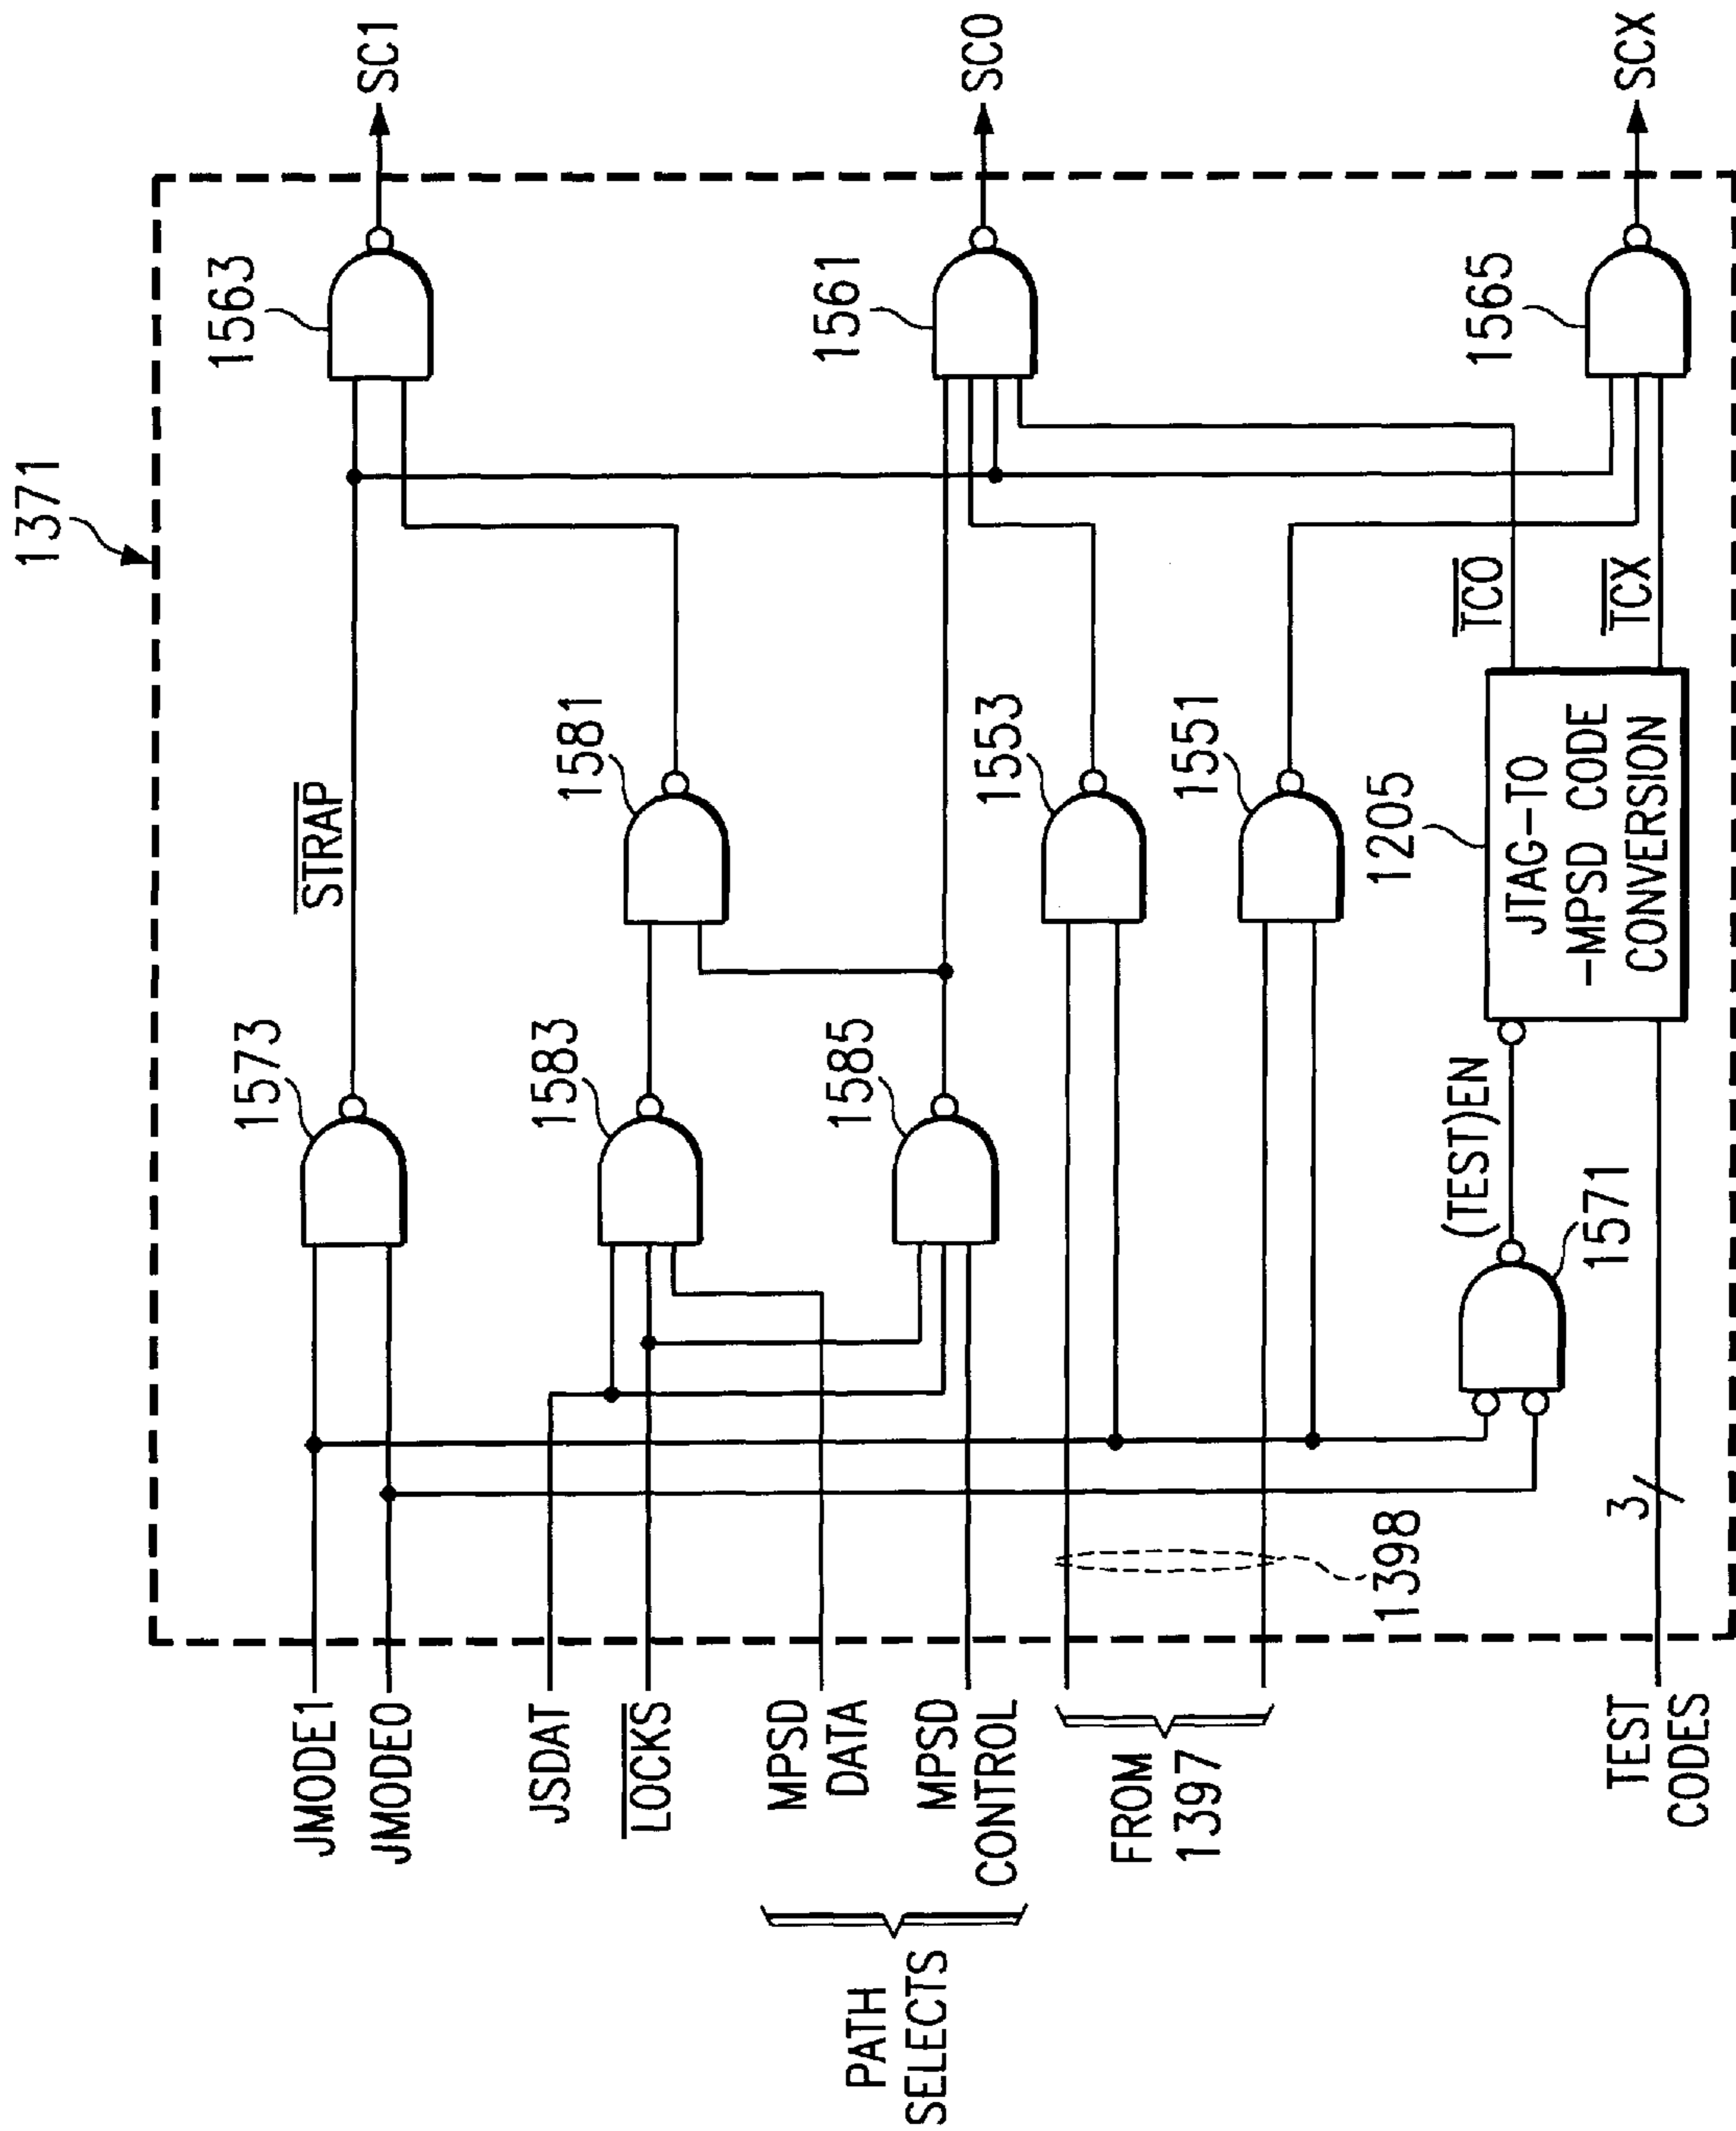 1371
JMODE1
JMODE0
JSDAT
LOCKS
MPSD
DATA
MPSD
CONTROL
PATH
SELECTS
FROM
1397
1398
TEST
CODES
3
1573
1583
1585
1571
(TEST)EN
STRAP
1581
1553
1551
1205
JTAG-TO
-MPSD CODE
CONVERSION
TC0
TCX
1563
1561
1565
SC1
SC0
SCX